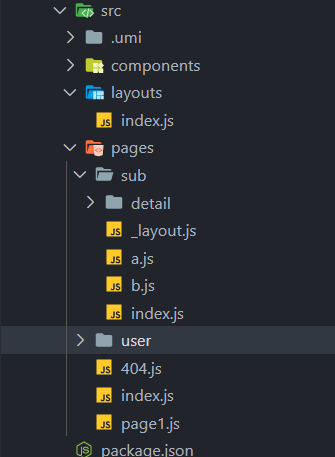 src
.umi
components
layouts
JS index.js
pages
sub
detail
JS _layout.js
JS a.js
JS b.js
JS index.js
user
JS 404.js
JS index.js
JS page1.js
JS package.json